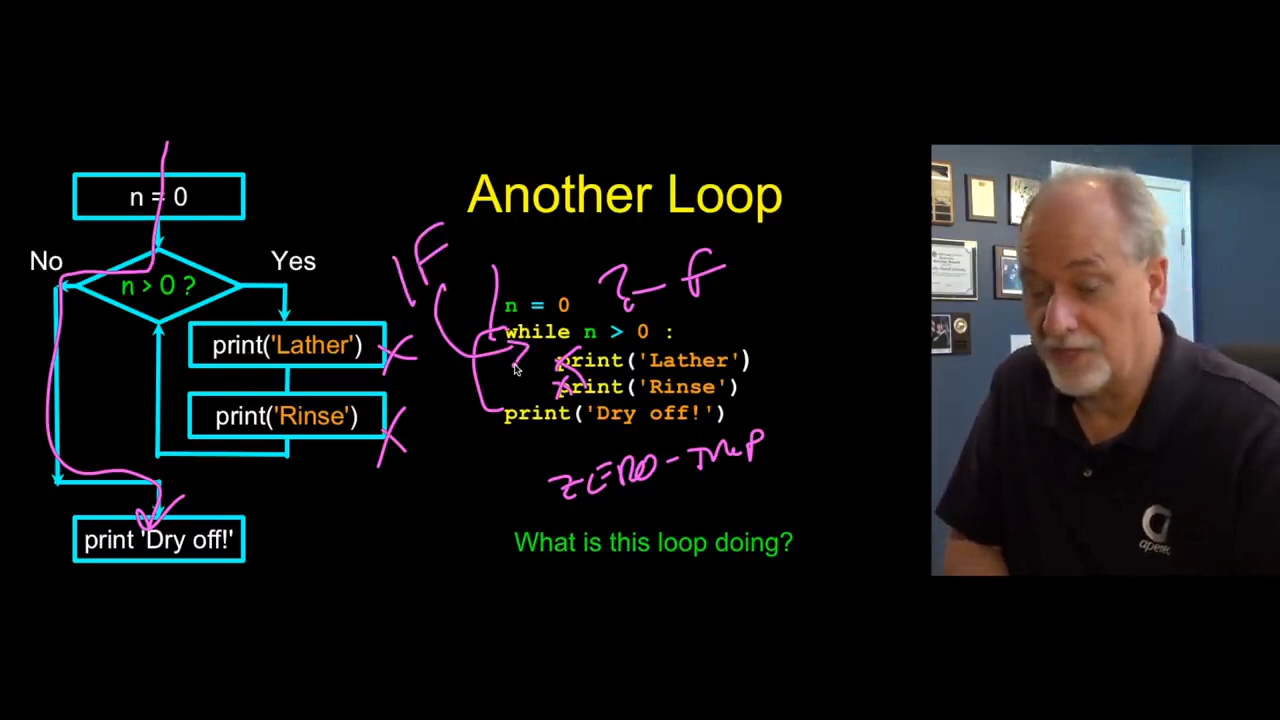 Another Loop
n = 0
No
Yes
n > 0 ?
print('Lather')
print('Rinse')
print 'Dry off!'
IF
n = 0
while n > 0 :
print('Lather')
print('Rinse')
print('Dry off!')
ZERO-TRIP
What is this loop doing?
apereo